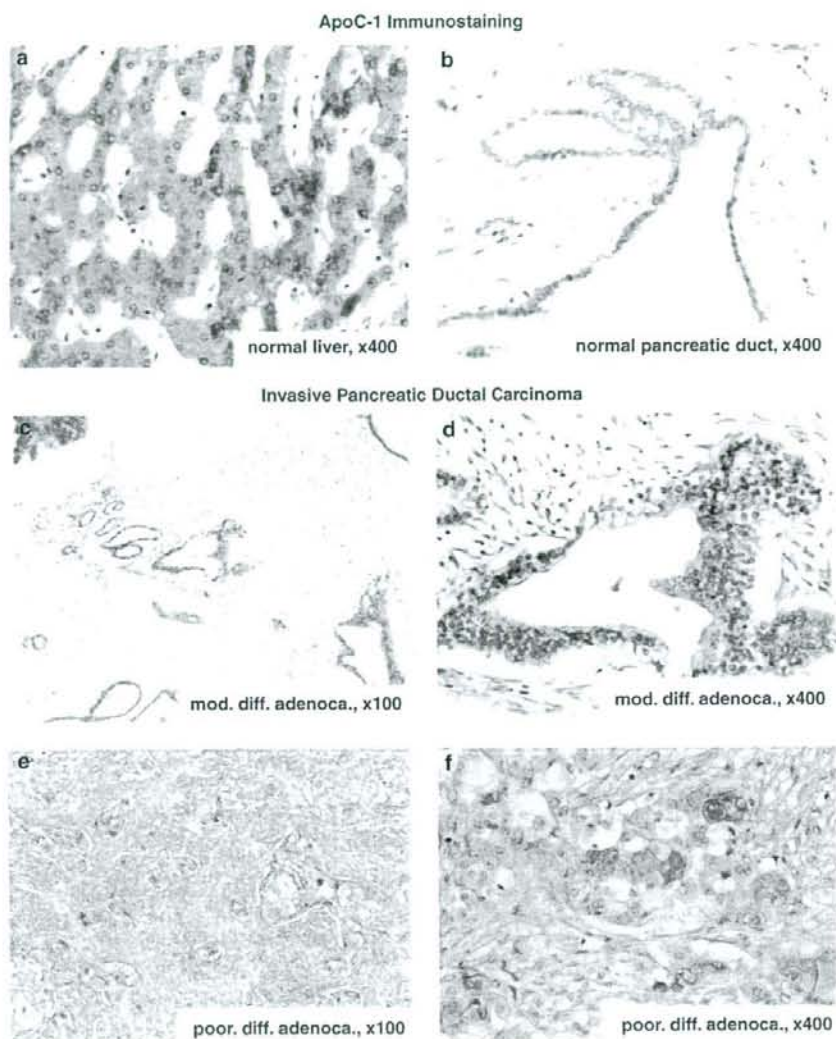 ApoC-1 Immunostaining
a
b
normal liver, x400
normal pancreatic duct, x400
Invasive Pancreatic Ductal Carcinoma
c
d
mod. diff. adenoca., x100
mod. diff. adenoca., x400
e
f
poor. diff. adenoca., x100
poor. diff. adenoca., x400